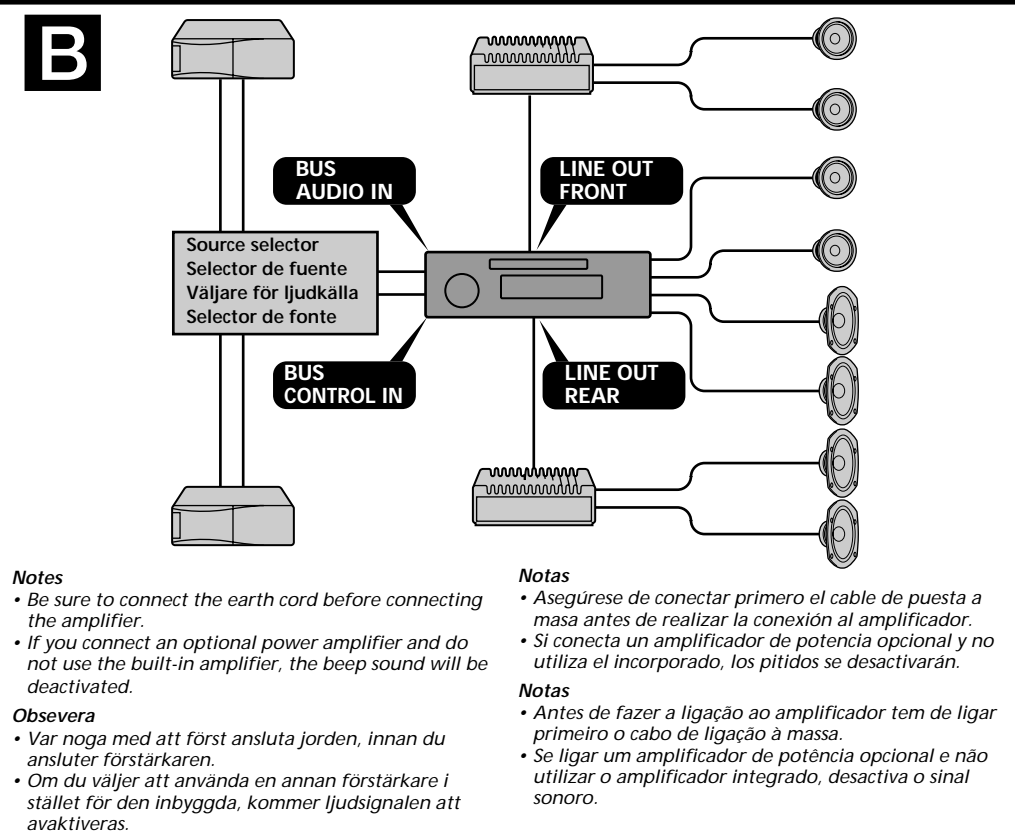 B
BUS
AUDIO IN
LINE OUT
FRONT
Source selector
Selector de fuente
Väljare för ljudkälla
Selector de fonte
BUS
CONTROL IN
LINE OUT
REAR
Notes
• Be sure to connect the earth cord before connecting
the amplifier.
• If you connect an optional power amplifier and do
not use the built-in amplifier, the beep sound will be
deactivated.
Obsevera
• Var noga med att först ansluta jorden, innan du
ansluter förstärkaren.
• Om du väljer att använda en annan förstärkare i
stället för den inbyggda, kommer ljudsignalen att
avaktiveras.
Notas
• Asegúrese de conectar primero el cable de puesta a
masa antes de realizar la conexión al amplificador.
• Si conecta un amplificador de potencia opcional y no
utiliza el incorporado, los pitidos se desactivarán.
Notas
• Antes de fazer a ligação ao amplificador tem de ligar
primeiro o cabo de ligação à massa.
• Se ligar um amplificador de potência opcional e não
utilizar o amplificador integrado, desactiva o sinal
sonoro.